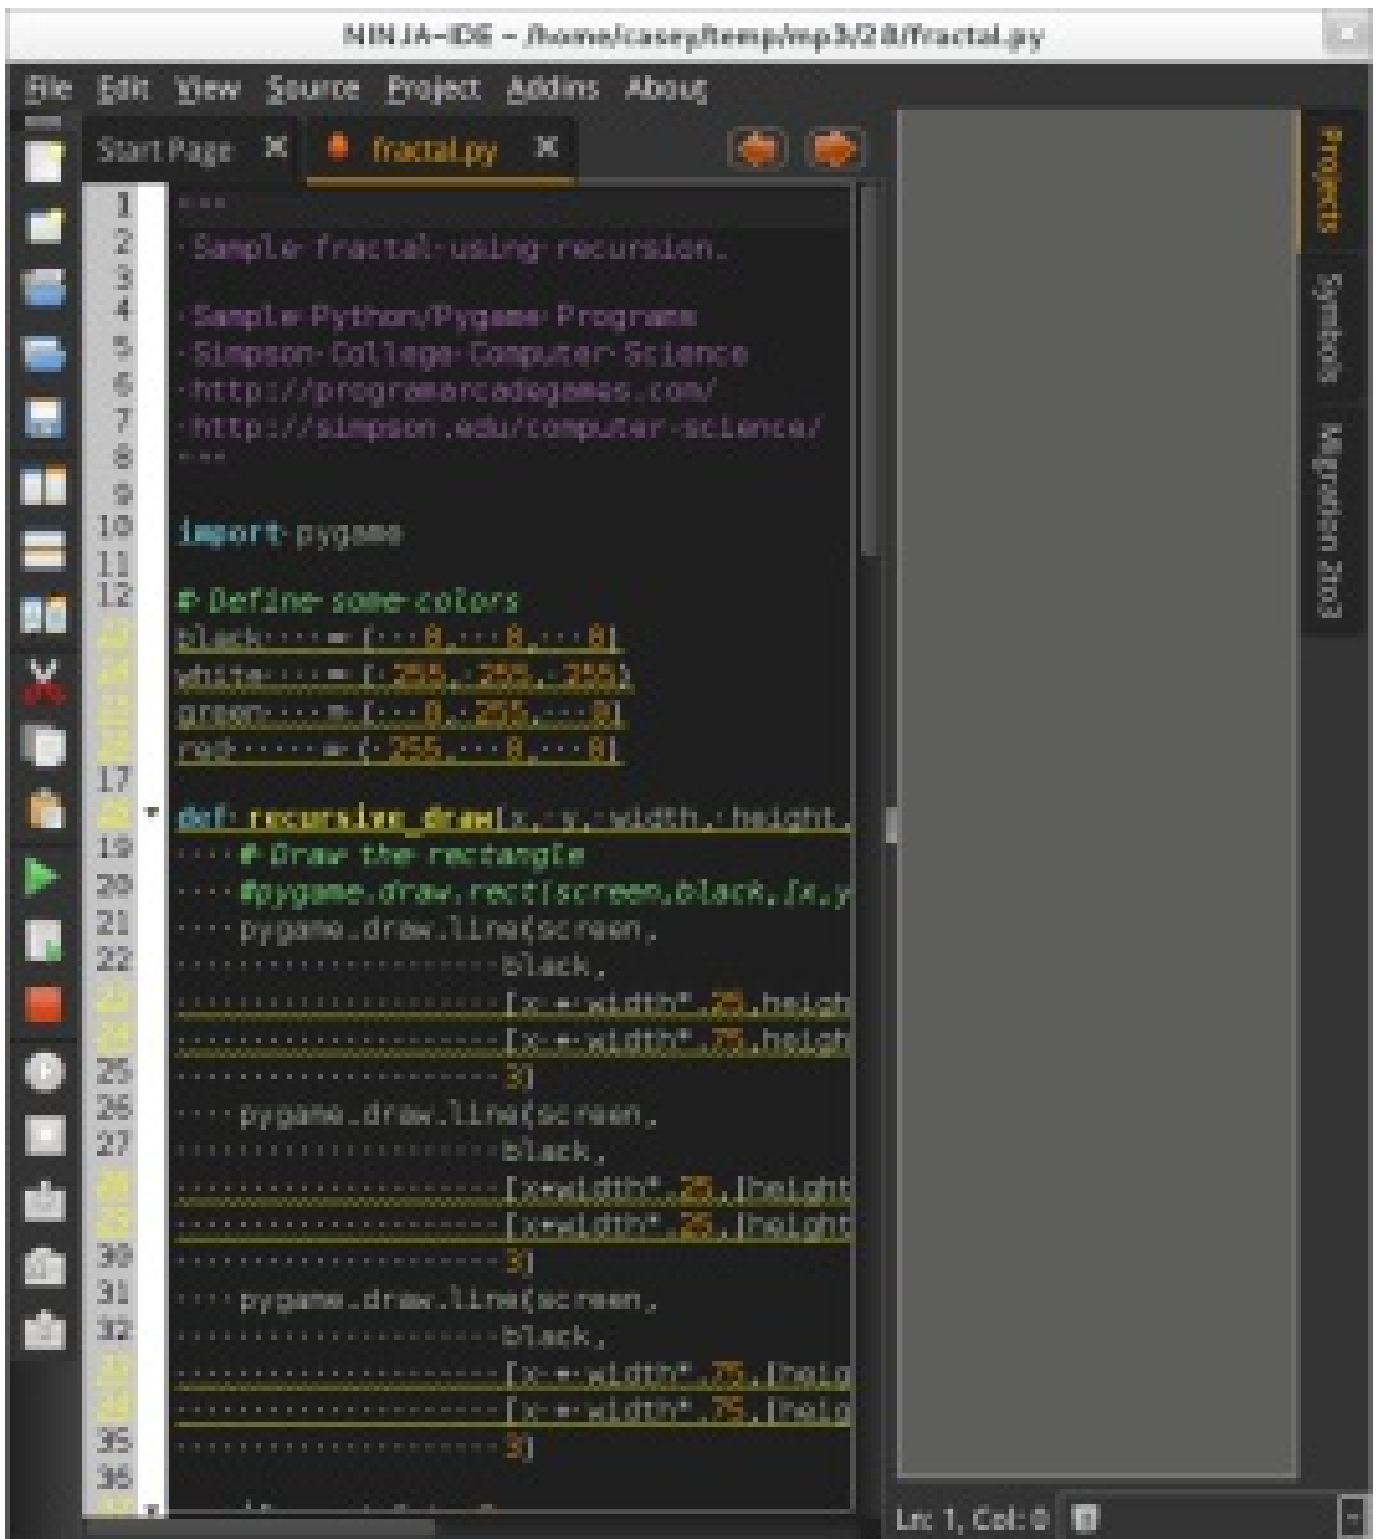 NINJA-IDE - /home/casey/temp/mp3/28/fractal.py
File Edit View Source Project Addins About
Start Page fractal.py
1 """
2 Sample fractal using recursion.
3
4 Sample Python/Pygame Programs
5 Simpson College Computer Science
6 http://programarcadegames.com/
7 http://simpson.edu/computer-science/
8 """
9
10 import pygame
11
12 # Define some colors
black = ( 0, 0, 0)
white = ( 255, 255, 255)
green = ( 0, 255, 0)
red = ( 255, 0, 0)
17
def recursive_draw(x, y, width, height,
19 # Draw the rectangle
20 #pygame.draw.rect(screen,black,[x,y
21 pygame.draw.line(screen,
22 black,
[x + width*.25,heigh
[x + width*.75,heigh
25 3)
26 pygame.draw.line(screen,
27 black,
[x+width*.25,(height
[x+width*.25,(height
30 3)
31 pygame.draw.line(screen,
32 black,
[x + width*.75,(heig
[x + width*.75,(heig
35 3)
36
Projects
Symbols
Migration 2to3
Ln: 1, Col: 0